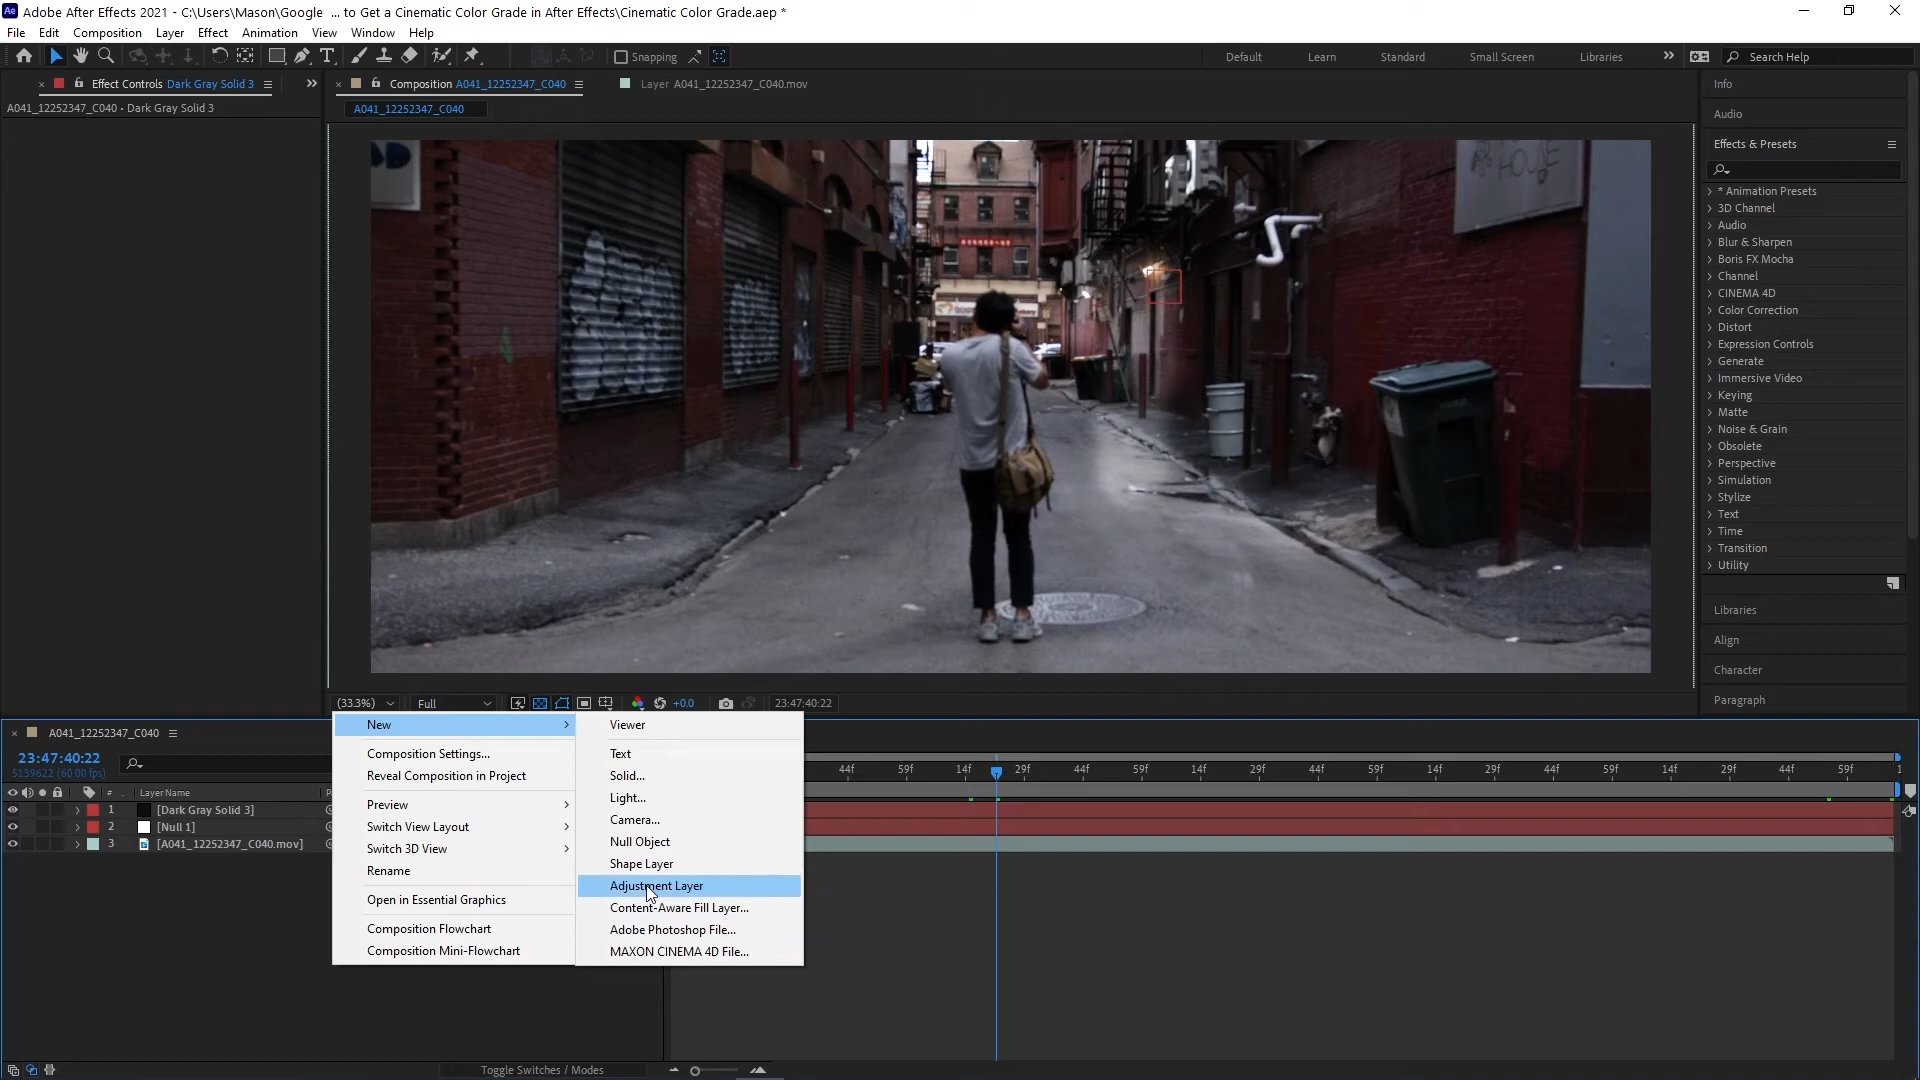 Adobe After Effects 2021 - C:\Users\Mason\Google ... to Get a Cinematic Color Grade in After Effects\Cinematic Color Grade.aep *
File Edit Composition Layer Effect Animation View Window Help
Snapping
Default Learn Standard Small Screen Libraries
Search Help
Effect Controls Dark Gray Solid 3
Composition A041_12252347_C040
Layer A041_12252347_C040.mov
A041_12252347_C040 • Dark Gray Solid 3
A041_12252347_C040
Info
Audio
Effects & Presets
* Animation Presets
3D Channel
Audio
Blur & Sharpen
Boris FX Mocha
Channel
CINEMA 4D
Color Correction
Distort
Expression Controls
Generate
Immersive Video
Keying
Matte
Noise & Grain
Obsolete
Perspective
Simulation
Stylize
Text
Time
Transition
Utility
Libraries
Align
Character
Paragraph
(33.3%) Full +0.0 23:47:40:22
A041_12252347_C040
23:47:40:22
5139622 (60.00 fps)
# Layer Name
1 [Dark Gray Solid 3]
2 [Null 1]
3 [A041_12252347_C040.mov]
New
Composition Settings...
Reveal Composition in Project
Preview
Switch View Layout
Switch 3D View
Rename
Open in Essential Graphics
Composition Flowchart
Composition Mini-Flowchart
Viewer
Text
Solid...
Light...
Camera...
Null Object
Shape Layer
Adjustment Layer
Content-Aware Fill Layer...
Adobe Photoshop File...
MAXON CINEMA 4D File...
44f 59f 14f 29f 44f 59f 14f 29f 44f 59f 14f 29f 44f 59f 14f 29f 44f 59f 1
Toggle Switches / Modes